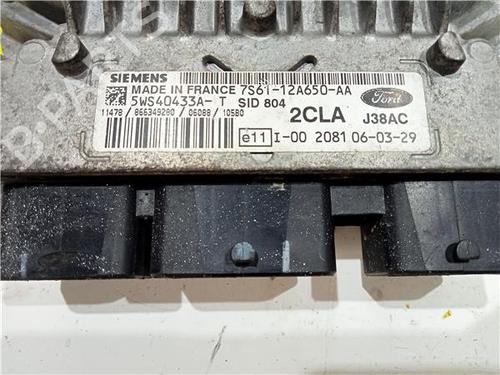 SIEMENS
MADE IN FRANCE 7S61-12A650-AA
5WS40433A-T SID 804
11478 / 866349280 / 06088 / 10580
2CLA
Ford
J38AC
e11 I-00 2081 06-03-29